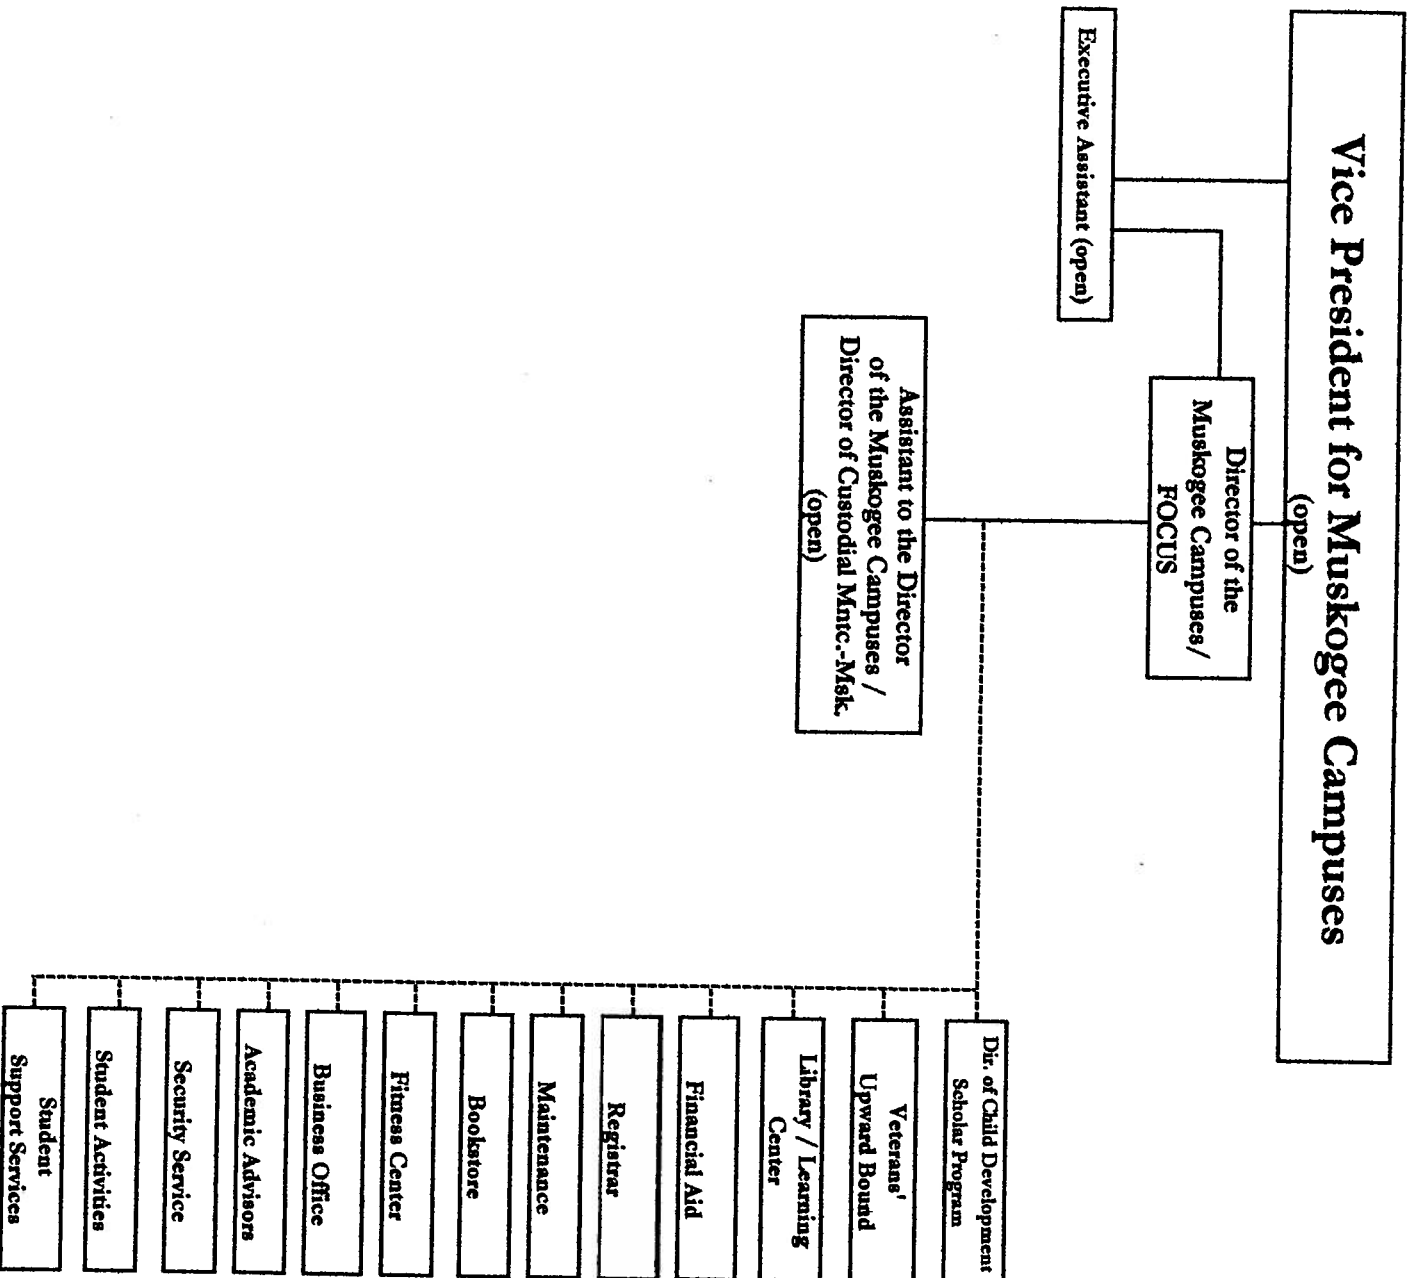 Vice President for Muskogee Campuses
(open)
Executive Assistant (open)
Director of the
Muskogee Campuses/
FOCUS
Assistant to the Director
of the Muskogee Campuses /
Director of Custodial Mntc.-Msk.
(open)
Dir. of Child Development
Scholar Program
Veterans'
Upward Bound
Library / Learning
Center
Financial Aid
Registrar
Maintenance
Bookstore
Fitness Center
Business Office
Academic Advisors
Security Service
Student Activities
Student
Support Services